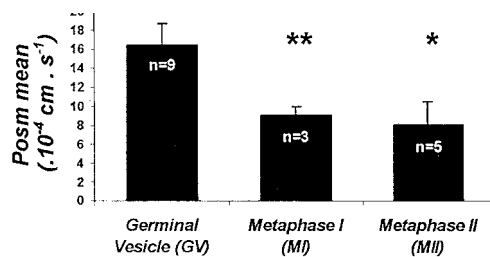 Posm mean
(.10⁻⁴ cm . s⁻¹)
16
14
12
10
8
6
4
2
0
n=9
**
n=3
*
n=5
Germinal
Vesicle (GV)
Metaphase I
(MI)
Metaphase II
(MII)